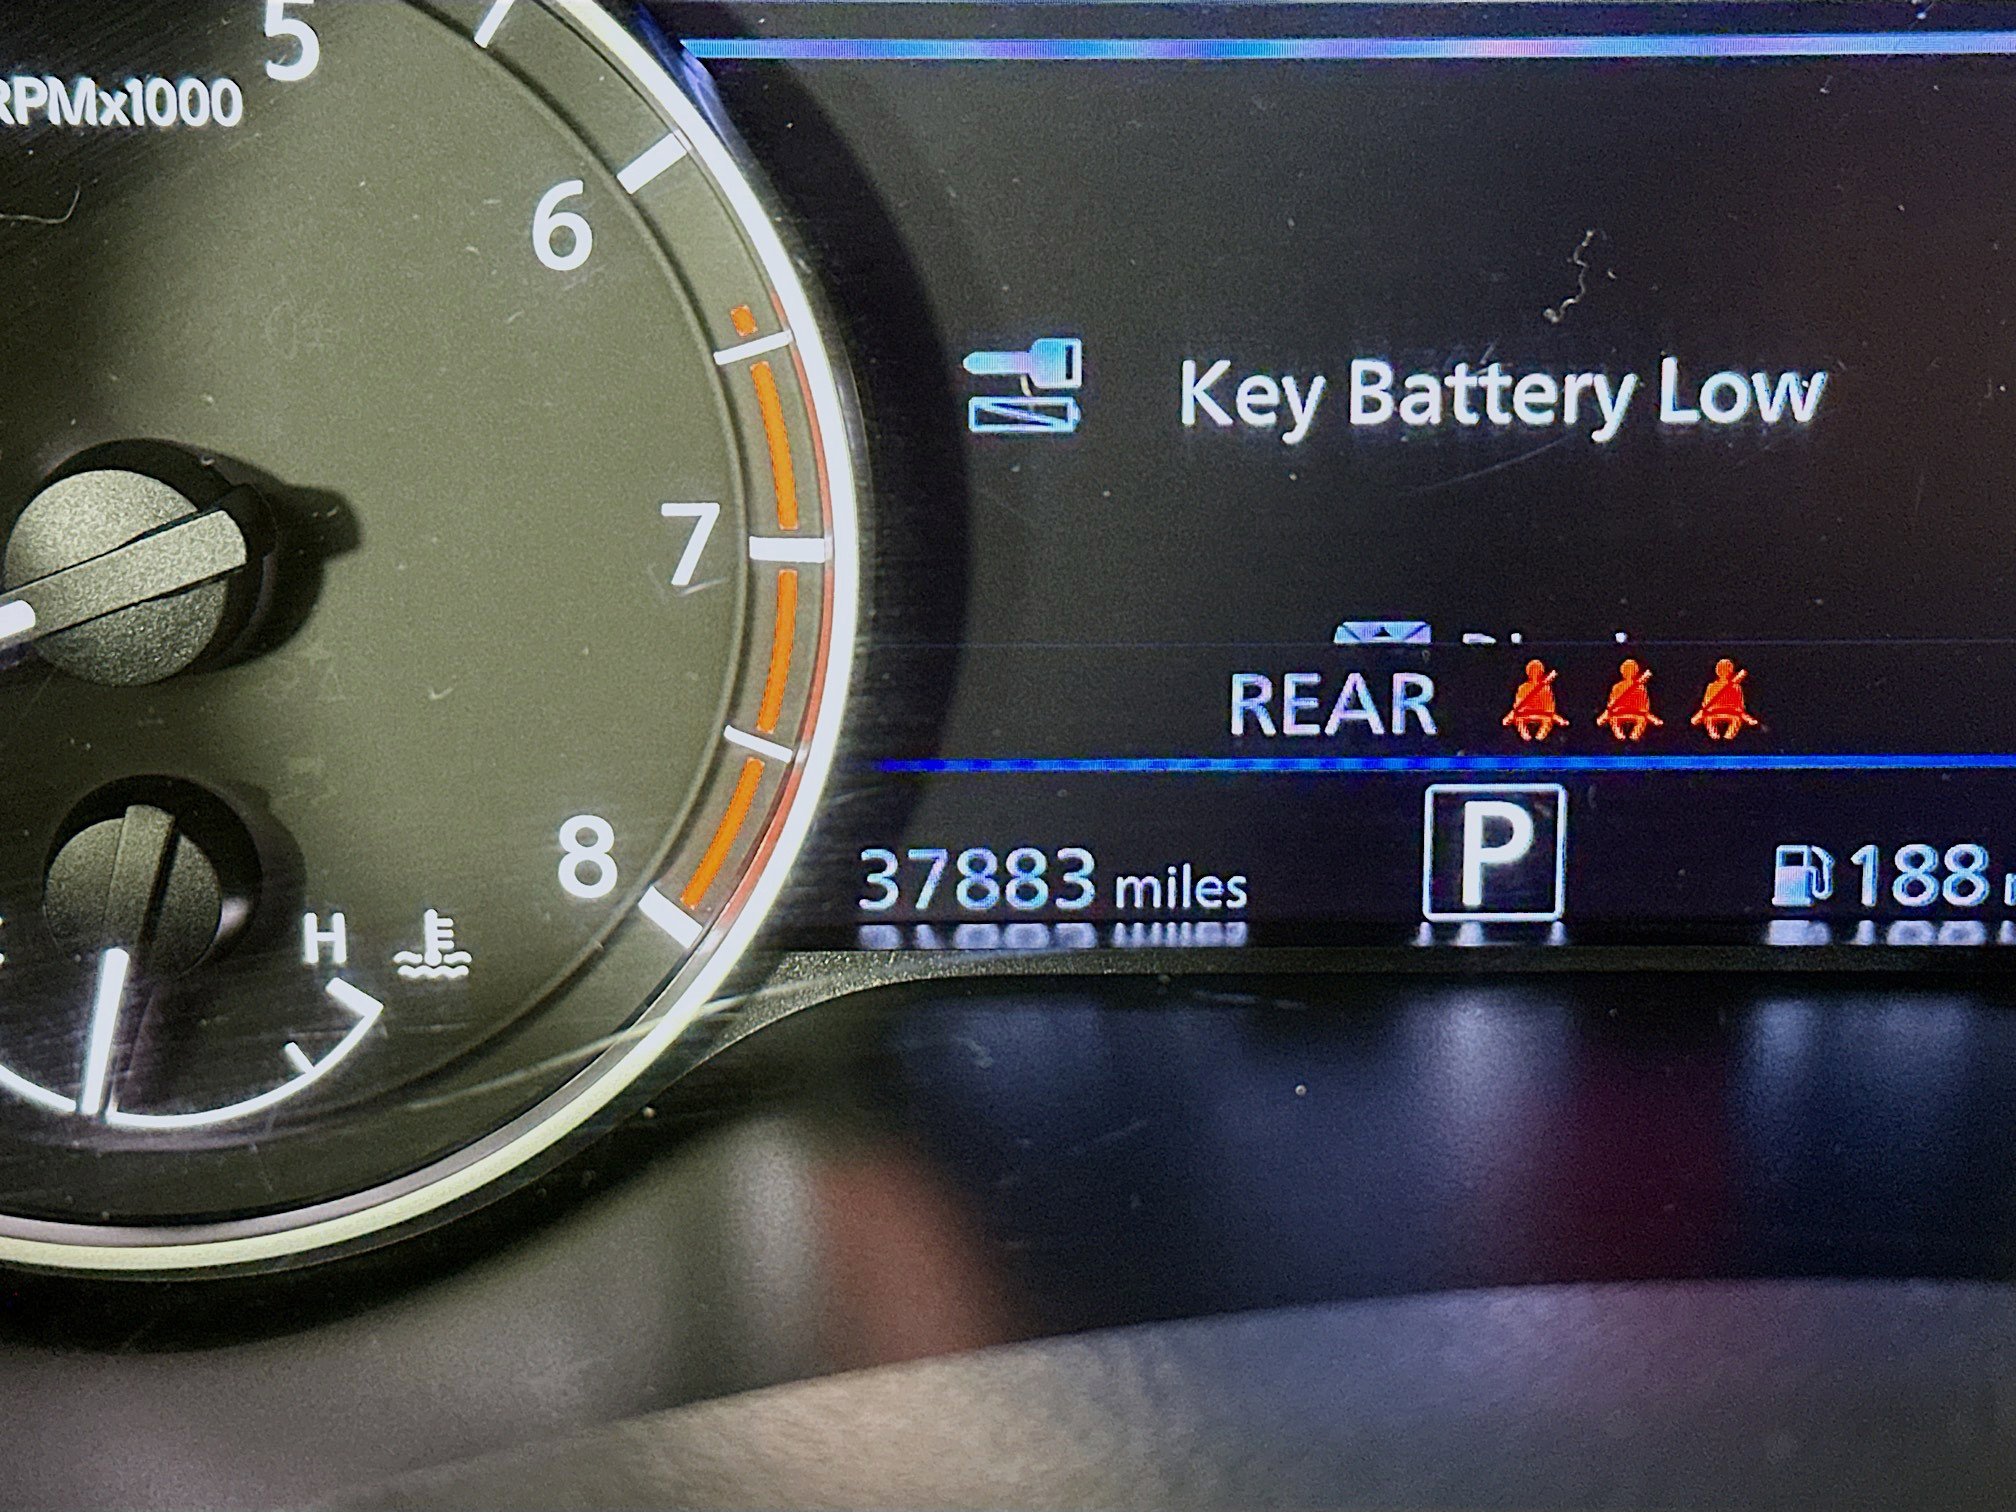 5
RPMx1000
6
Key Battery Low
7
REAR
8
37883 miles
P
188
H